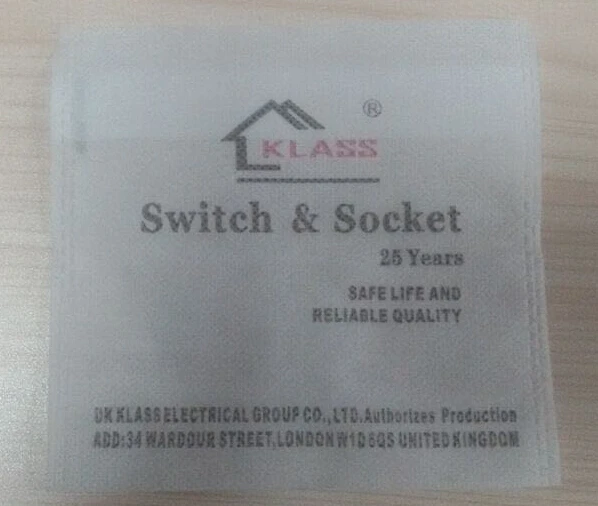 ®
KLASS
Switch & Socket
25 Years
SAFE LIFE AND
RELIABLE QUALITY
UK KLASS ELECTRICAL GROUP CO.,LTD.Authorizes Production
ADD:34 WARDOUR STREET,LONDON W1D 6QS UNITED KINGDOM